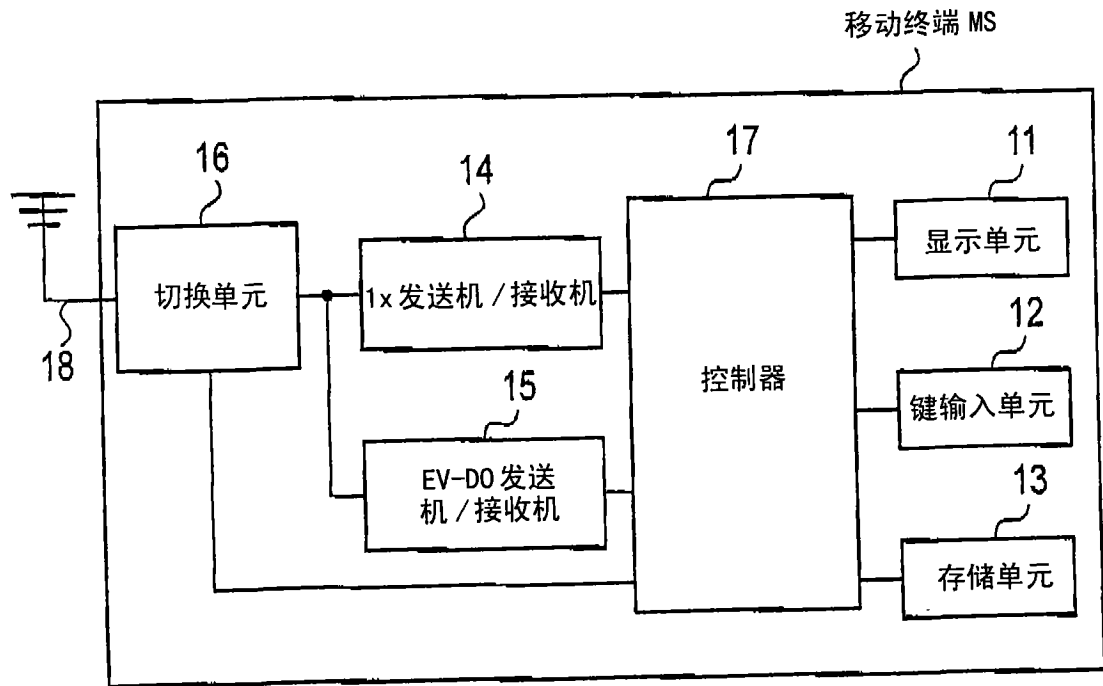 移动终端 MS
16
14
17
11
切换单元
1x 发送机 / 接收机
显示单元
18
15
控制器
12
键输入单元
EV-DO 发送
机 / 接收机
13
存储单元